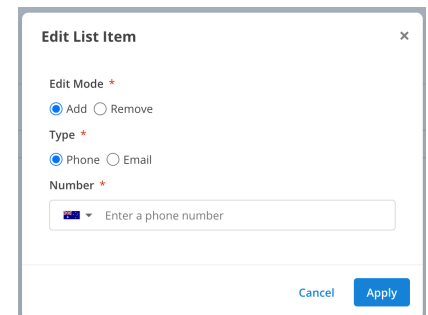 Edit List Item ×
Edit Mode *
Add Remove
Type *
Phone Email
Number *
Enter a phone number
Cancel Apply